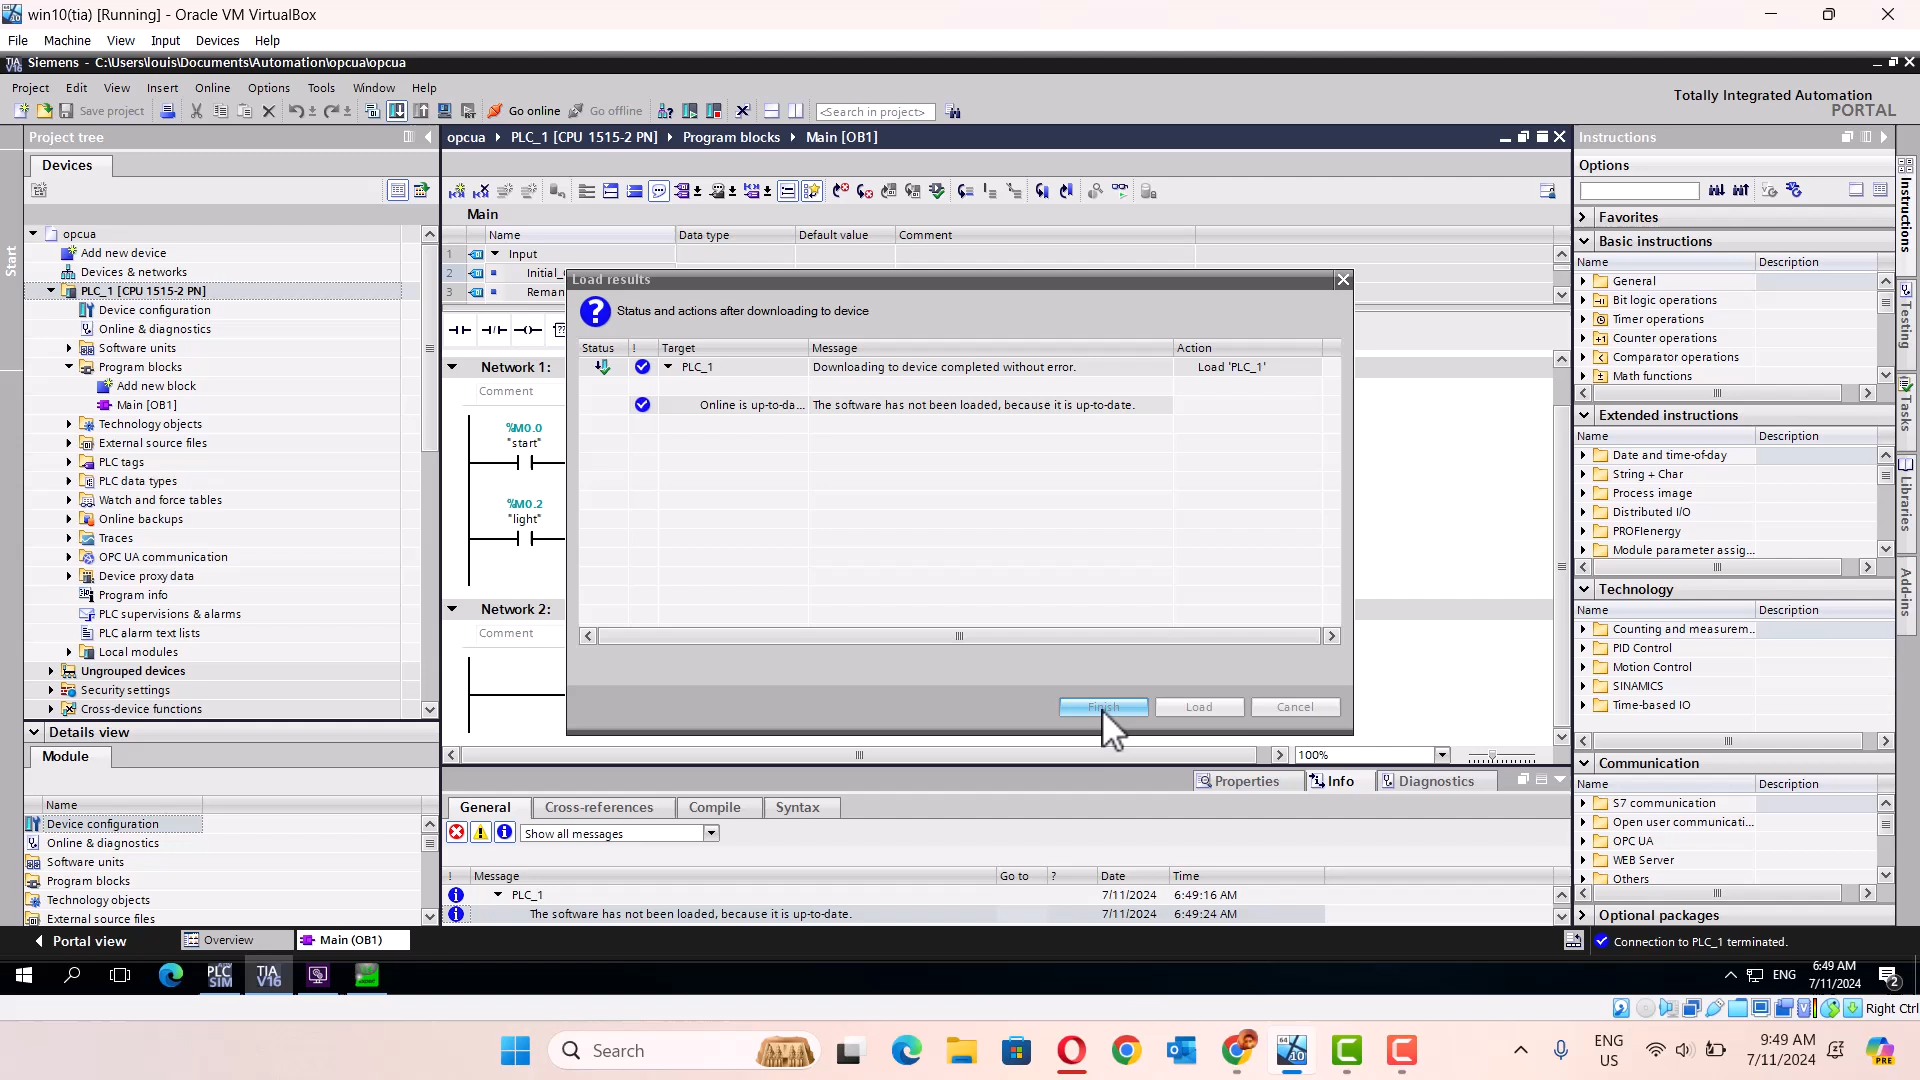 win10(tia) [Running] - Oracle VM VirtualBox
File Machine View Input Devices Help
Siemens - C:\Users\louis\Documents\Automation\opcua\opcua
Project Edit View Insert Online Options Tools Window Help
Totally Integrated Automation
PORTAL
Save project Go online Go offline <Search in project>
Project tree
opcua PLC_1 [CPU 1515-2 PN] Program blocks Main [OB1]
Instructions
Devices
Options
Start
Main
Name Data type Default value Comment
1 Input
2 Initial_
3 Reman
opcua
Add new device
Devices & networks
PLC_1 [CPU 1515-2 PN]
Device configuration
Online & diagnostics
Software units
Program blocks
Add new block
Main [OB1]
Technology objects
External source files
PLC tags
PLC data types
Watch and force tables
Online backups
Traces
OPC UA communication
Device proxy data
Program info
PLC supervisions & alarms
PLC alarm text lists
Local modules
Ungrouped devices
Security settings
Cross-device functions
Network 1:
Comment
%M0.0
"start"
%M0.2
"light"
Network 2:
Comment
Load results
Status and actions after downloading to device
Status ! Target Message Action
PLC_1 Downloading to device completed without error. Load 'PLC_1'
Online is up-to-da... The software has not been loaded, because it is up-to-date.
Finish Load Cancel
100%
Favorites
Basic instructions
Name Description
General
Bit logic operations
Timer operations
Counter operations
Comparator operations
Math functions
Extended instructions
Name Description
Date and time-of-day
String + Char
Process image
Distributed I/O
PROFIenergy
Module parameter assig...
Technology
Name Description
Counting and measurem..
PID Control
Motion Control
SINAMICS
Time-based IO
Communication
Name Description
S7 communication
Open user communicati...
OPC UA
WEB Server
Others
Optional packages
Instructions
Testing
Tasks
Libraries
Add-ins
Details view
Module
Name
Device configuration
Online & diagnostics
Software units
Program blocks
Technology objects
External source files
Properties Info Diagnostics
General Cross-references Compile Syntax
Show all messages
! Message Go to ? Date Time
PLC_1 7/11/2024 6:49:16 AM
The software has not been loaded, because it is up-to-date. 7/11/2024 6:49:24 AM
Portal view Overview Main (OB1)
Connection to PLC_1 terminated.
PLC SIM
TIA V16
ENG
6:49 AM
7/11/2024
2
Right Ctrl
Search
ENG
US
9:49 AM
7/11/2024